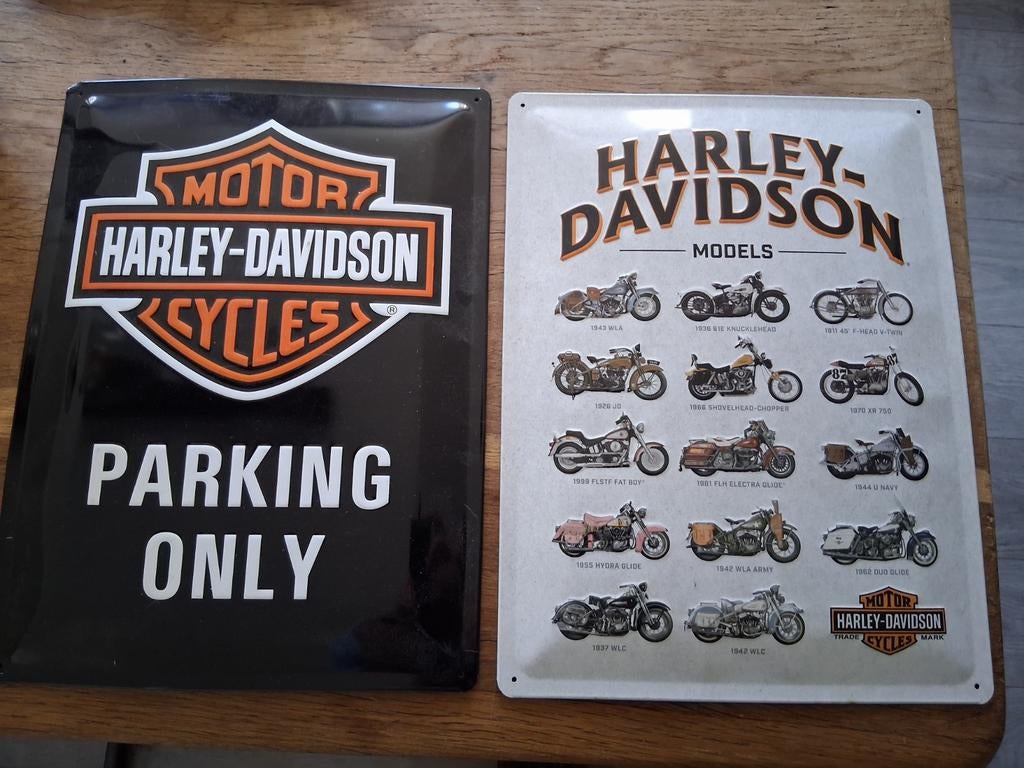 MOTOR
HARLEY-DAVIDSON
CYCLES ®
PARKING
ONLY
HARLEY-
DAVIDSON
MODELS
1943 WLA
1936 61E KNUCKLEHEAD
1911 45° F-HEAD V-TWIN
1926 JD
1966 SHOVELHEAD-CHOPPER
1970 XR 750
87
87
1999 FLSTF FAT BOY®
1981 FLH ELECTRA GLIDE®
1944 U NAVY
1955 HYDRA GLIDE
1942 WLA ARMY
1962 DUO GLIDE
1937 WLC
1942 WLC
MOTOR
HARLEY-DAVIDSON
TRADE MARK
CYCLES